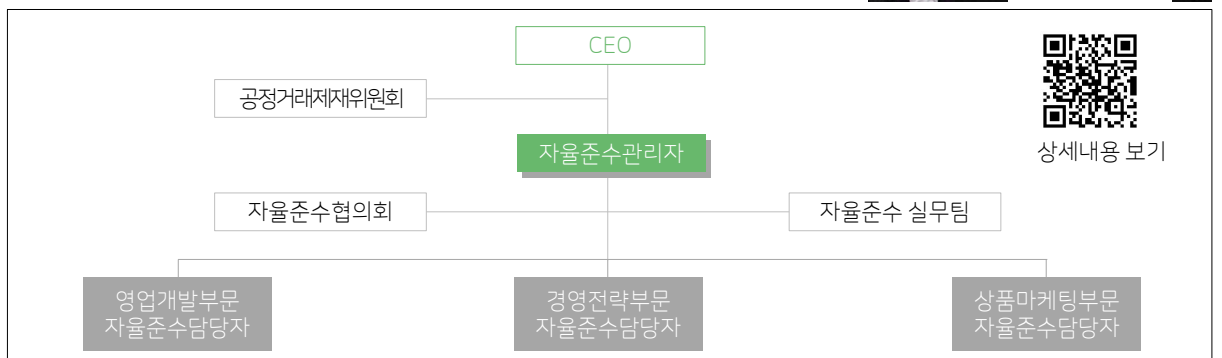 CEO
공정거래제재위원회
상세내용 보기
자율준수관리자
자율준수협의회
자율준수 실무팀
영업개발부문
자율준수담당자
경영전략부문
자율준수담당자
상품마케팅부문
자율준수담당자